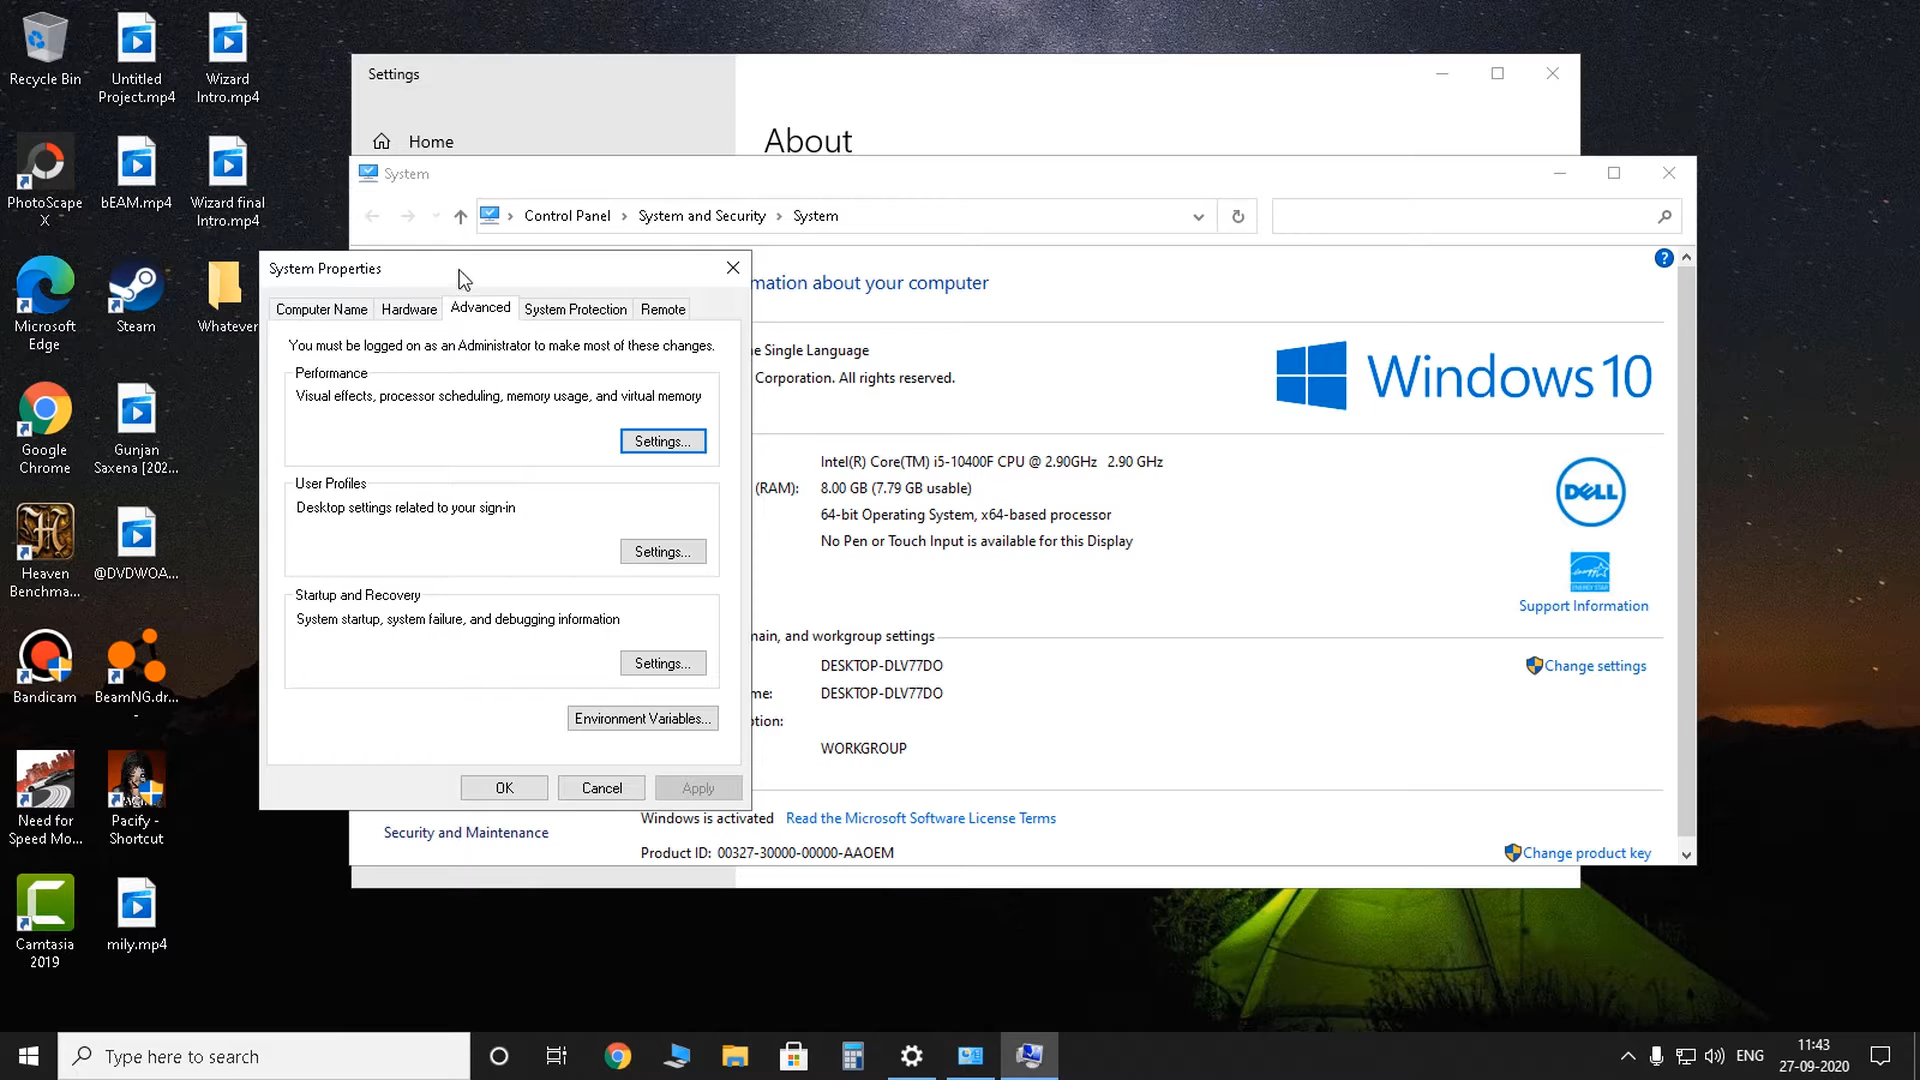 Recycle Bin
Untitled
Project.mp4
Wizard
Intro.mp4
PhotoScape
X
bEAM.mp4
Wizard final
Intro.mp4
Microsoft
Edge
Steam
Whatever
Google
Chrome
Gunjan
Saxena [202...
Heaven
Benchma...
@DVDWOA...
Bandicam
BeamNG.dr...
-
Need for
Speed Mo...
Pacify -
Shortcut
Camtasia
2019
mily.mp4
Settings
Home
About
System
Control Panel > System and Security > System
mation about your computer
e Single Language
Corporation. All rights reserved.
Windows 10
Intel(R) Core(TM) i5-10400F CPU @ 2.90GHz 2.90 GHz
(RAM): 8.00 GB (7.79 GB usable)
64-bit Operating System, x64-based processor
No Pen or Touch Input is available for this Display
DELL
ENERGY STAR
Support Information
nain, and workgroup settings
DESKTOP-DLV77DO
Change settings
me: DESKTOP-DLV77DO
ption:
WORKGROUP
Windows is activated Read the Microsoft Software License Terms
Product ID: 00327-30000-00000-AAOEM
Change product key
Security and Maintenance
System Properties
Computer Name Hardware Advanced System Protection Remote
You must be logged on as an Administrator to make most of these changes.
Performance
Visual effects, processor scheduling, memory usage, and virtual memory
Settings...
User Profiles
Desktop settings related to your sign-in
Settings...
Startup and Recovery
System startup, system failure, and debugging information
Settings...
Environment Variables...
OK Cancel Apply
Type here to search
ENG
11:43
27-09-2020